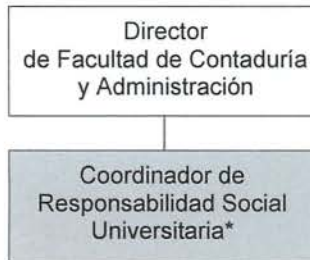 Director
de Facultad de Contaduría
y Administración
Coordinador de
Responsabilidad Social
Universitaria*